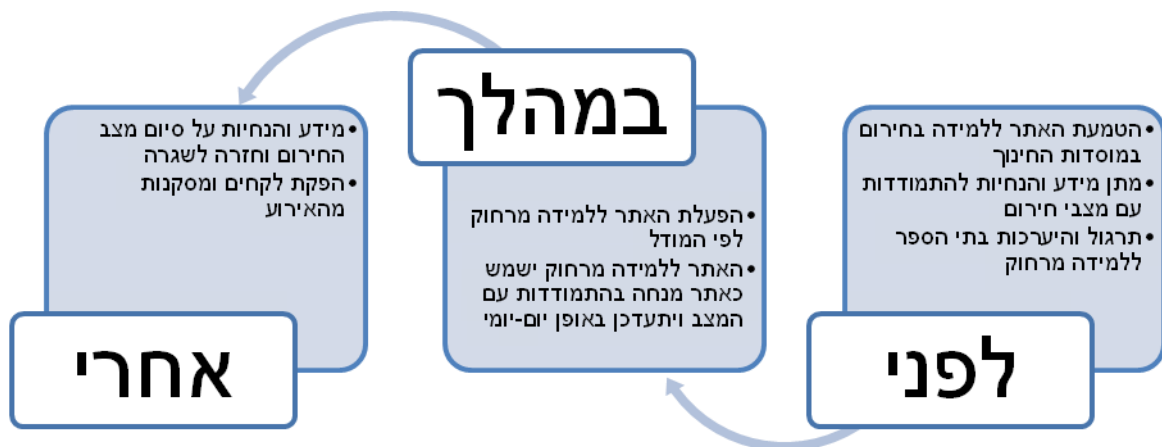 לפני
הטמעת האתר ללמידה בחירום
במוסדות החינוך
מתן מידע והנחיות להתמודדות
עם מצבי חירום
תרגול והיערכות בתי הספר
ללמידה מרחוק
במהלך
הפעלת האתר ללמידה מרחוק
לפי המודל
האתר ללמידה מרחוק ישמש
כאתר מנחה בהתמודדות עם
המצב ויתעדכן באופן יום-יומי
אחרי
מידע והנחיות על סיום מצב
החירום וחזרה לשגרה
הפקת לקחים ומסקנות
מהאירוע